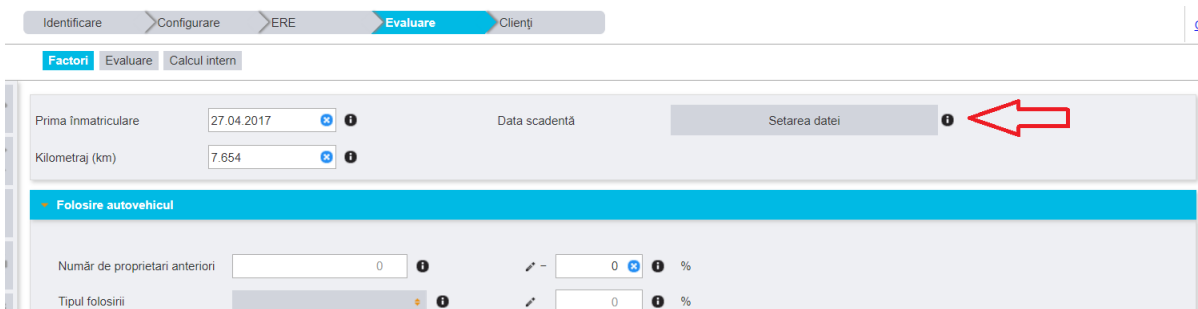 Identificare Configurare ERE Evaluare Clienți
Factori Evaluare Calcul intern
Prima înmatriculare 27.04.2017 Data scadentă Setarea datei
Kilometraj (km) 7.654
Folosire autovehicul
Număr de proprietari anteriori 0 − 0 %
Tipul folosirii 0 %